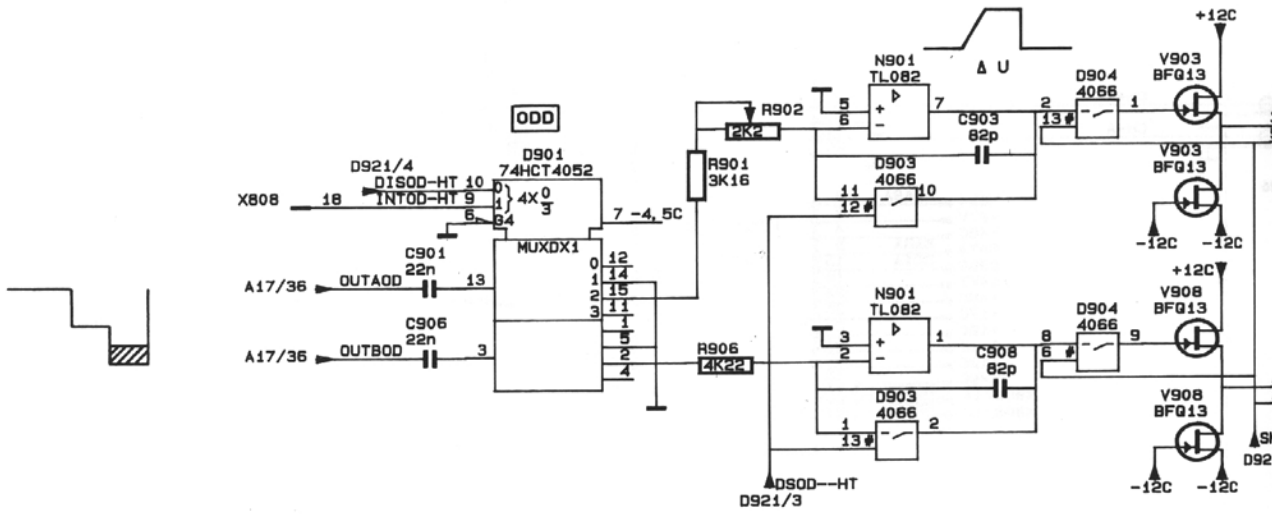 +12C
V903
BFQ13
N901
TL082
Δ U
D904
4066
R902
2K2
5 + 7
6 -
C903
82p
2 1
13 #
ODD
D901
74HCT4052
D921/4
DISOD-HT 10 0
X808 18 INTOD-HT 9 1
4X 0/3
6 G4
7 -4,5C
R901
3K16
D903
4066
11 10
12 #
V903
BFQ13
-12C -12C
MUXDX1
C901
22n
A17/36 OUTAOD 13
0 12
1 14
2 15
3 11
C906
22n
A17/36 OUTBOD 3
1
5
2
4
R906
4K22
N901
TL082
3 + 1
2 -
C908
82p
D904
4066
8 9
6 #
+12C
V908
BFQ13
D903
4066
1 2
13 #
V908
BFQ13
-12C -12C
DSOD--HT
D921/3